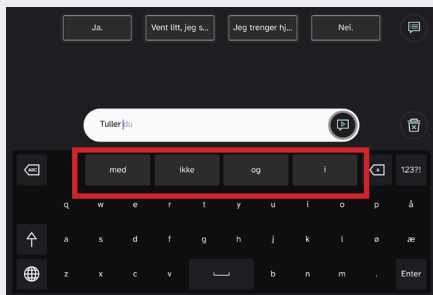 Ja. Vent litt, jeg s... Jeg trenger hj... Nei.
Tuller du
ABC med ikke og i A 123?!
q w e r t y u i o p å
a s d f g h j k l ø æ
z x c v b n m . Enter